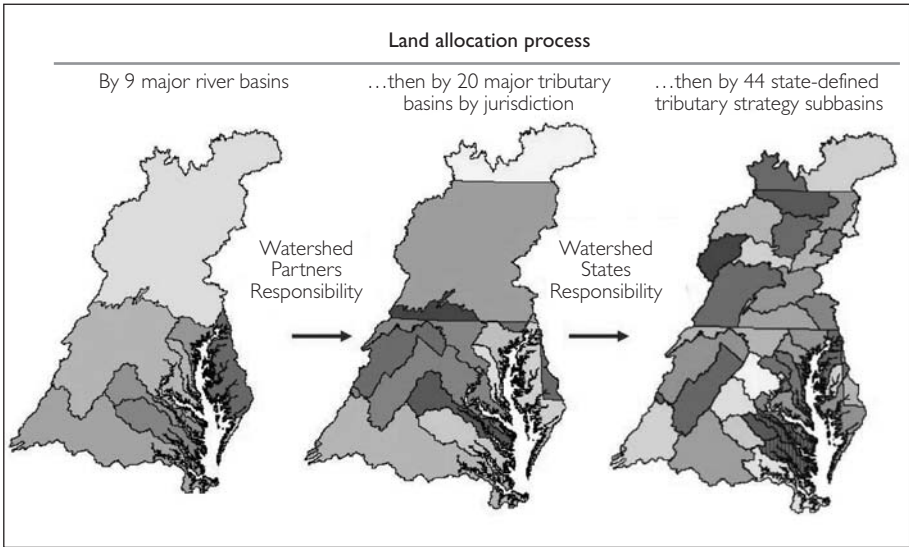 Land allocation process
By 9 major river basins
…then by 20 major tributary
basins by jurisdiction
…then by 44 state-defined
tributary strategy subbasins
Watershed
Partners
Responsibility
Watershed
States
Responsibility